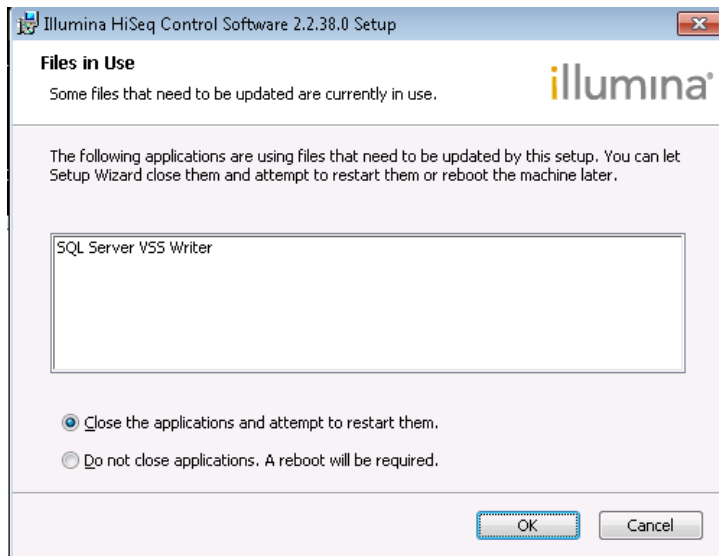 Illumina HiSeq Control Software 2.2.38.0 Setup
Files in Use
Some files that need to be updated are currently in use.
illumina®
The following applications are using files that need to be updated by this setup. You can let
Setup Wizard close them and attempt to restart them or reboot the machine later.
SQL Server VSS Writer
Close the applications and attempt to restart them.
Do not close applications. A reboot will be required.
OK
Cancel